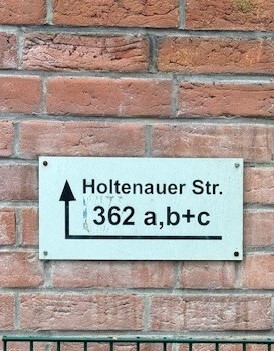 Holtenauer Str.
362 a,b+c